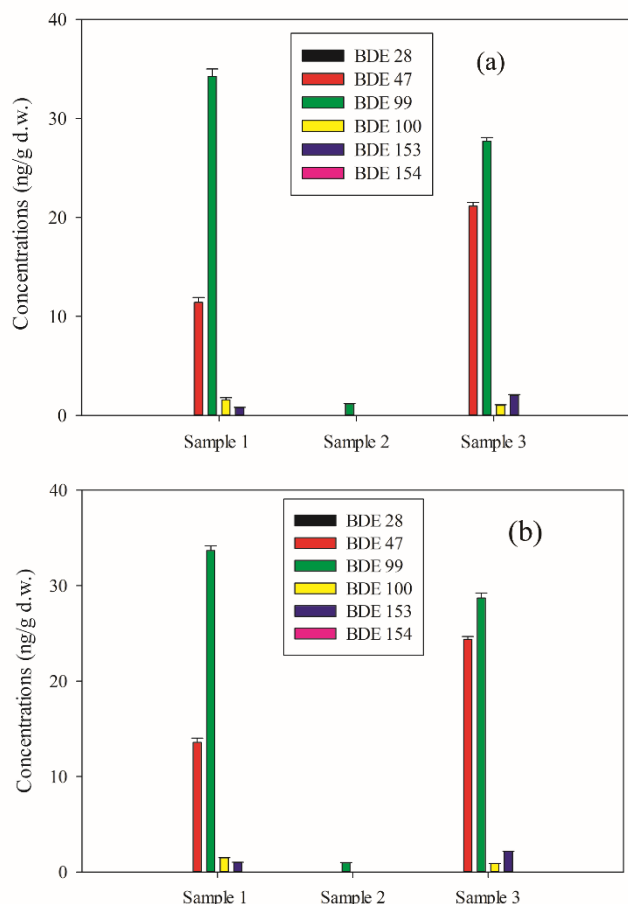 (a)
BDE 28
BDE 47
BDE 99
BDE 100
BDE 153
BDE 154
Concentrations (ng/g d.w.)
40
30
20
10
0
Sample 1 Sample 2 Sample 3
(b)
BDE 28
BDE 47
BDE 99
BDE 100
BDE 153
BDE 154
Concentrations (ng/g d.w.)
40
30
20
10
0
Sample 1 Sample 2 Sample 3